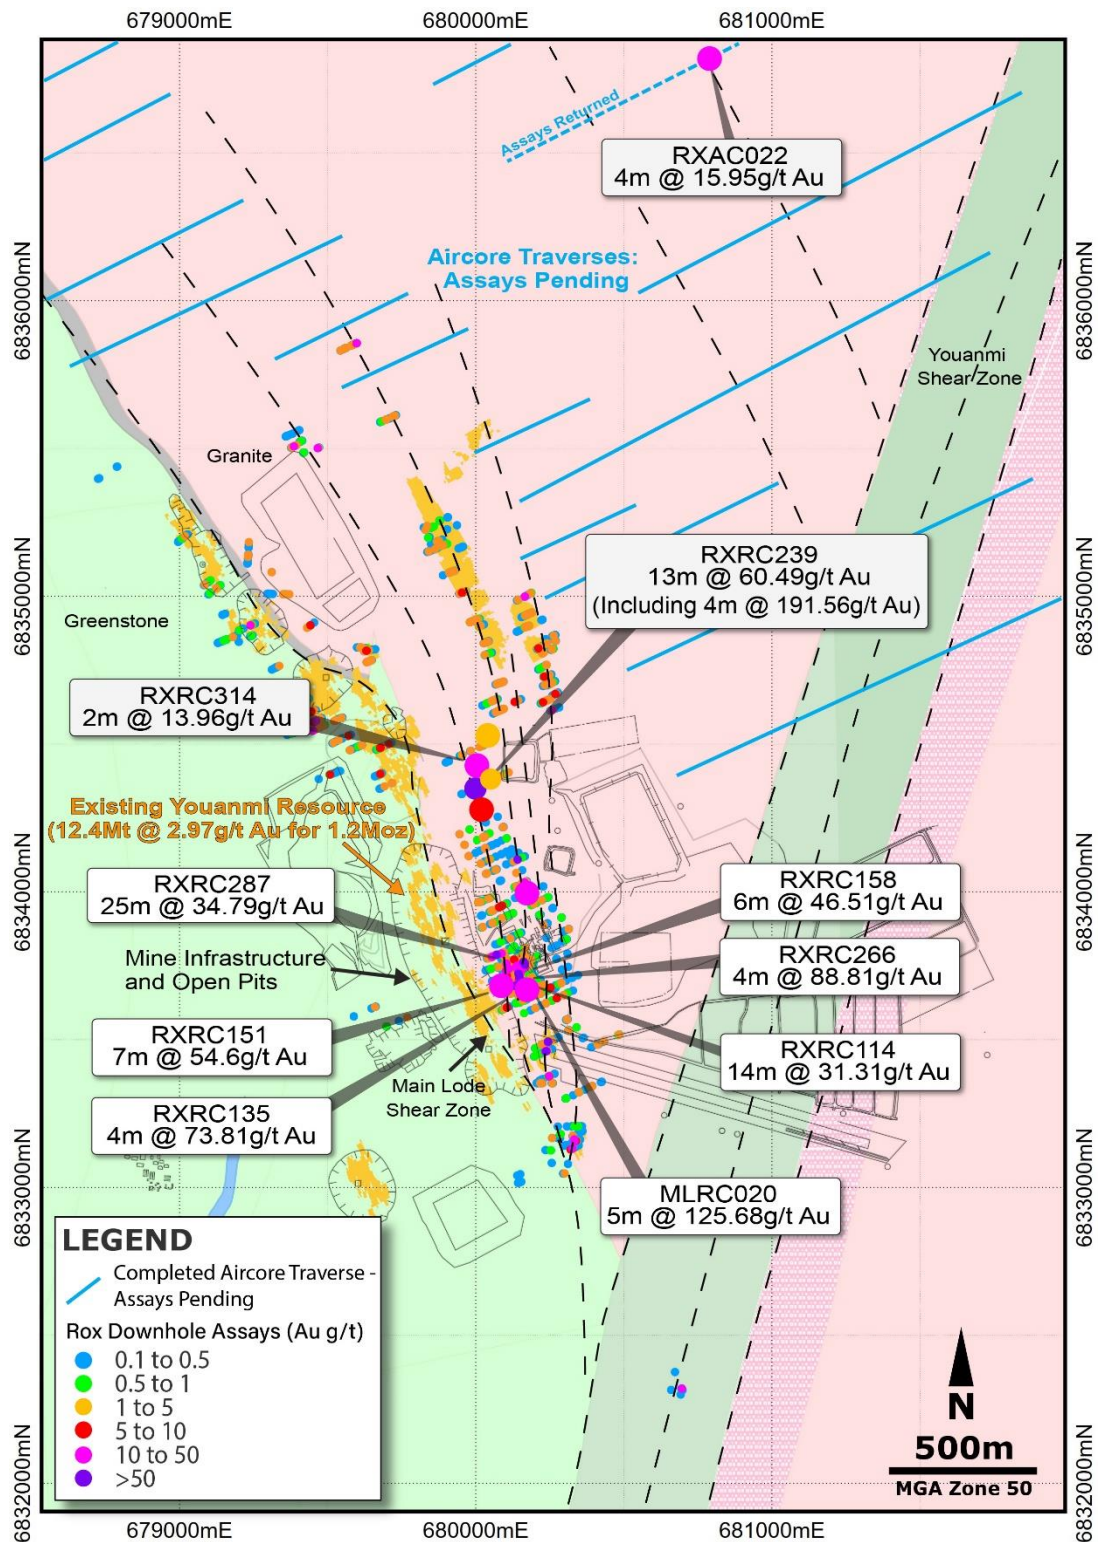 679000mE
680000mE
681000mE
Assays Returned
RXAC022
4m @ 15.95g/t Au
6836000mN
Aircore Traverses:
Assays Pending
6836000mN
Youanmi
Shear Zone
Granite
6835000mN
Greenstone
RXRC239
13m @ 60.49g/t Au
(Including 4m @ 191.56g/t Au)
6835000mN
RXRC314
2m @ 13.96g/t Au
Existing Youanmi Resource
(12.4Mt @ 2.97g/t Au for 1.2Moz)
6834000mN
RXRC287
25m @ 34.79g/t Au
RXRC158
6m @ 46.51g/t Au
6834000mN
Mine Infrastructure
and Open Pits
RXRC266
4m @ 88.81g/t Au
RXRC151
7m @ 54.6g/t Au
RXRC114
14m @ 31.31g/t Au
Main Lode
Shear Zone
RXRC135
4m @ 73.81g/t Au
6833000mN
MLRC020
5m @ 125.68g/t Au
6833000mN
LEGEND
Completed Aircore Traverse -
Assays Pending
Rox Downhole Assays (Au g/t)
0.1 to 0.5
0.5 to 1
1 to 5
5 to 10
10 to 50
>50
N
500m
MGA Zone 50
6832000mN
6832000mN
679000mE
680000mE
681000mE